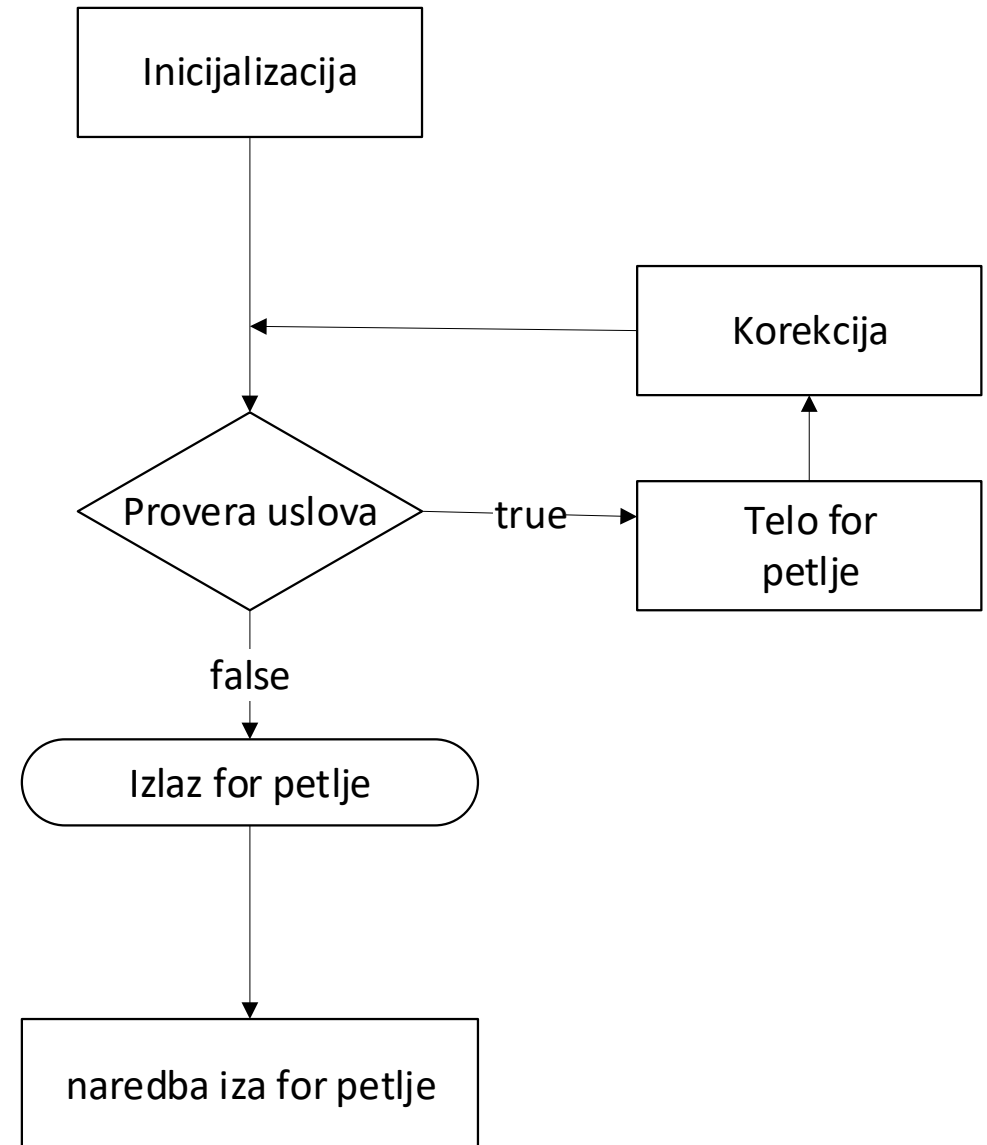 Inicijalizacija
Korekcija
Provera uslova
true
Telo for
petlje
false
Izlaz for petlje
naredba iza for petlje